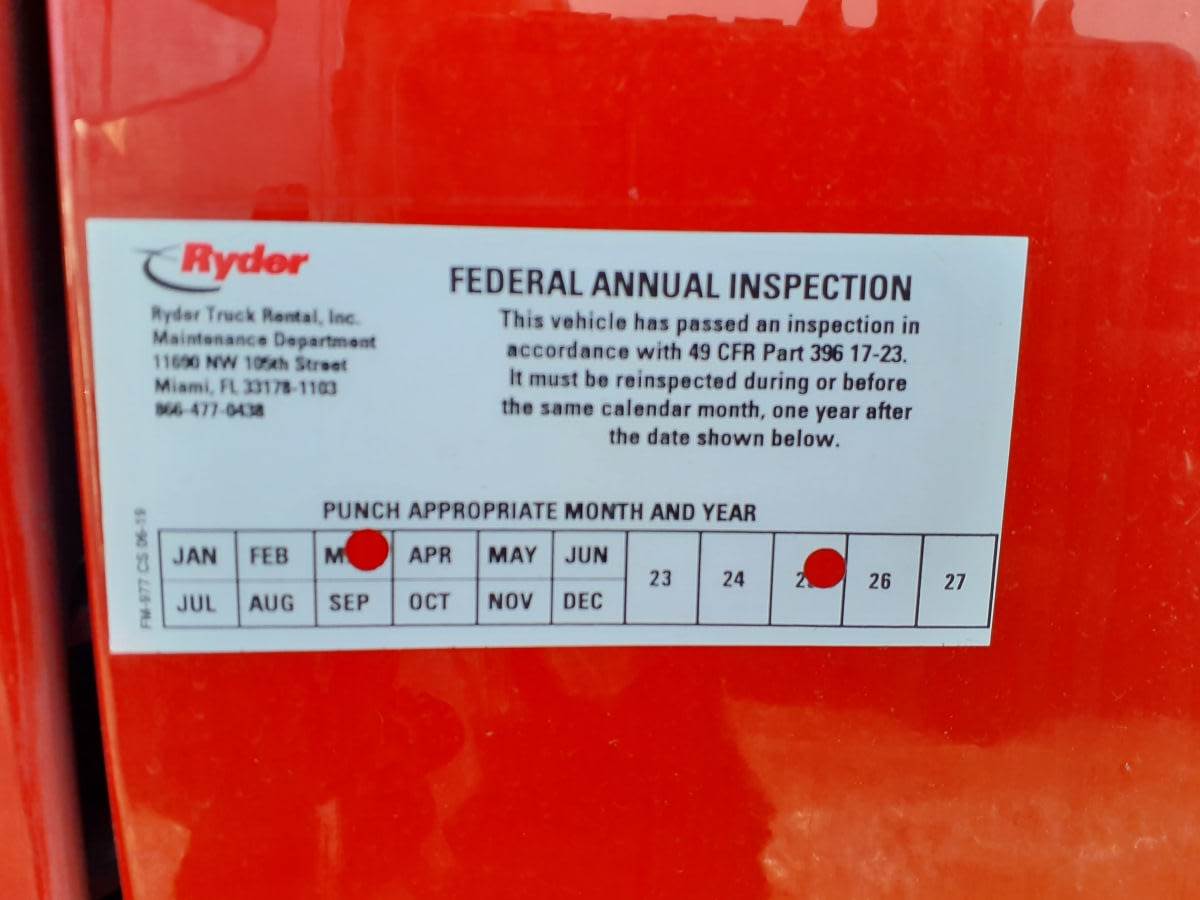 Ryder
Ryder Truck Rental, Inc.
Maintenance Department
11690 NW 105th Street
Miami, FL 33178-1103
866-477-0438
FEDERAL ANNUAL INSPECTION
This vehicle has passed an inspection in
accordance with 49 CFR Part 396 17-23.
It must be reinspected during or before
the same calendar month, one year after
the date shown below.
PUNCH APPROPRIATE MONTH AND YEAR
JAN FEB M APR MAY JUN
JUL AUG SEP OCT NOV DEC
23 24 2 26 27
FM-977 CS 06-19